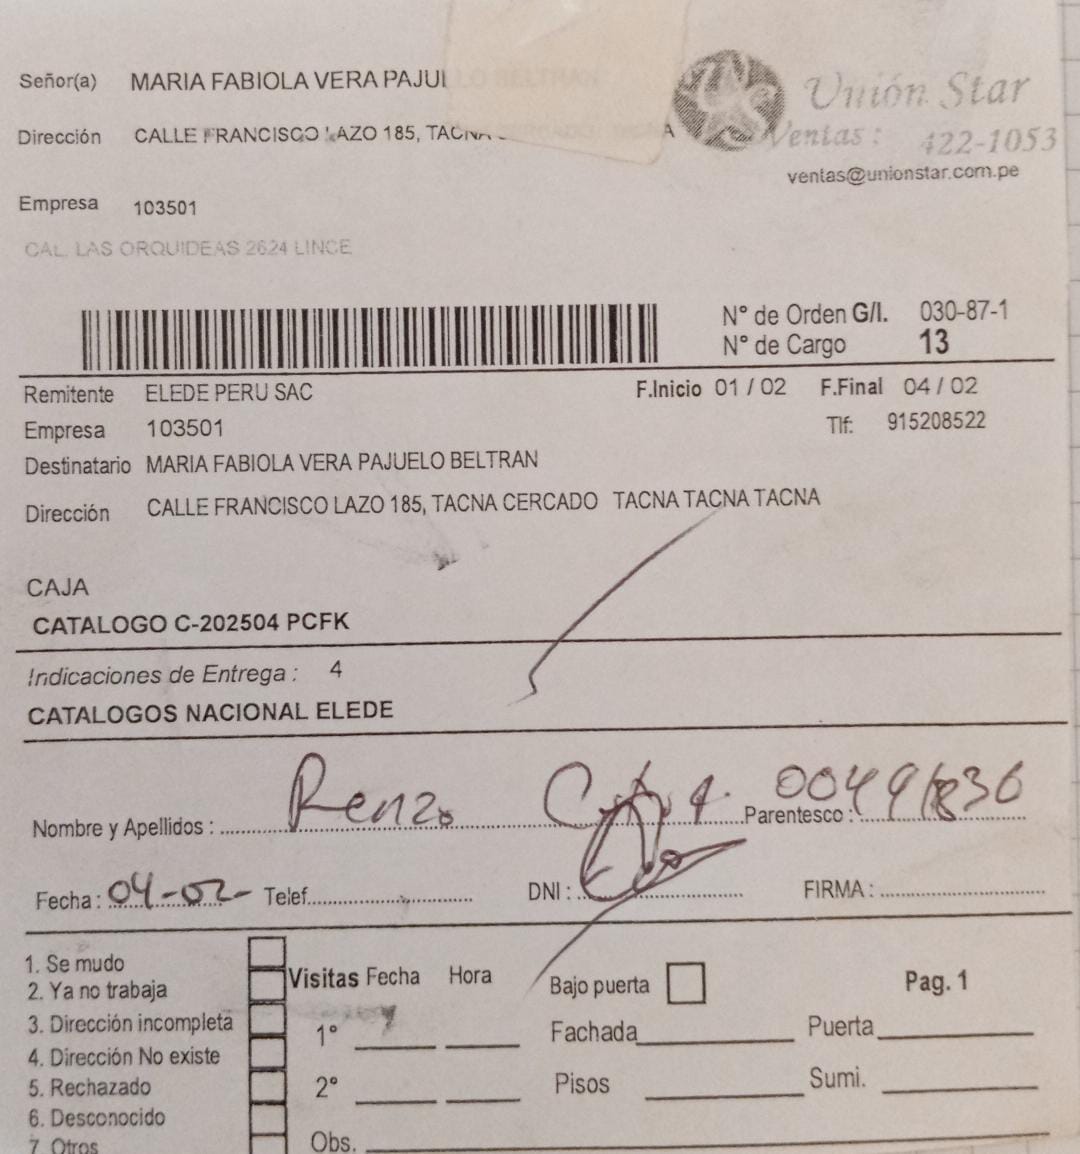 Señor(a) MARIA FABIOLA VERA PAJUI
Unión Star
Dirección CALLE FRANCISCO LAZO 185, TACNA
Ventas: 422-1053
ventas@unionstar.com.pe
Empresa 103501
CAL. LAS ORQUIDEAS 2624 LINCE
N° de Orden G/I. 030-87-1
N° de Cargo 13
Remitente ELEDE PERU SAC F.Inicio 01 / 02 F.Final 04 / 02
Empresa 103501 Tlf: 915208522
Destinatario MARIA FABIOLA VERA PAJUELO BELTRAN
Dirección CALLE FRANCISCO LAZO 185, TACNA CERCADO TACNA TACNA TACNA
CAJA
CATALOGO C-202504 PCFK
Indicaciones de Entrega : 4
CATALOGOS NACIONAL ELEDE
Nombre y Apellidos : Renzo Parentesco :
Fecha : 04-02- Telef. DNI : FIRMA :
1. Se mudo
2. Ya no trabaja
3. Dirección incompleta
4. Dirección No existe
5. Rechazado
6. Desconocido
7. Otros
Visitas Fecha Hora
1°
2°
Obs.
Bajo puerta Pag. 1
Fachada Puerta
Pisos Sumi.